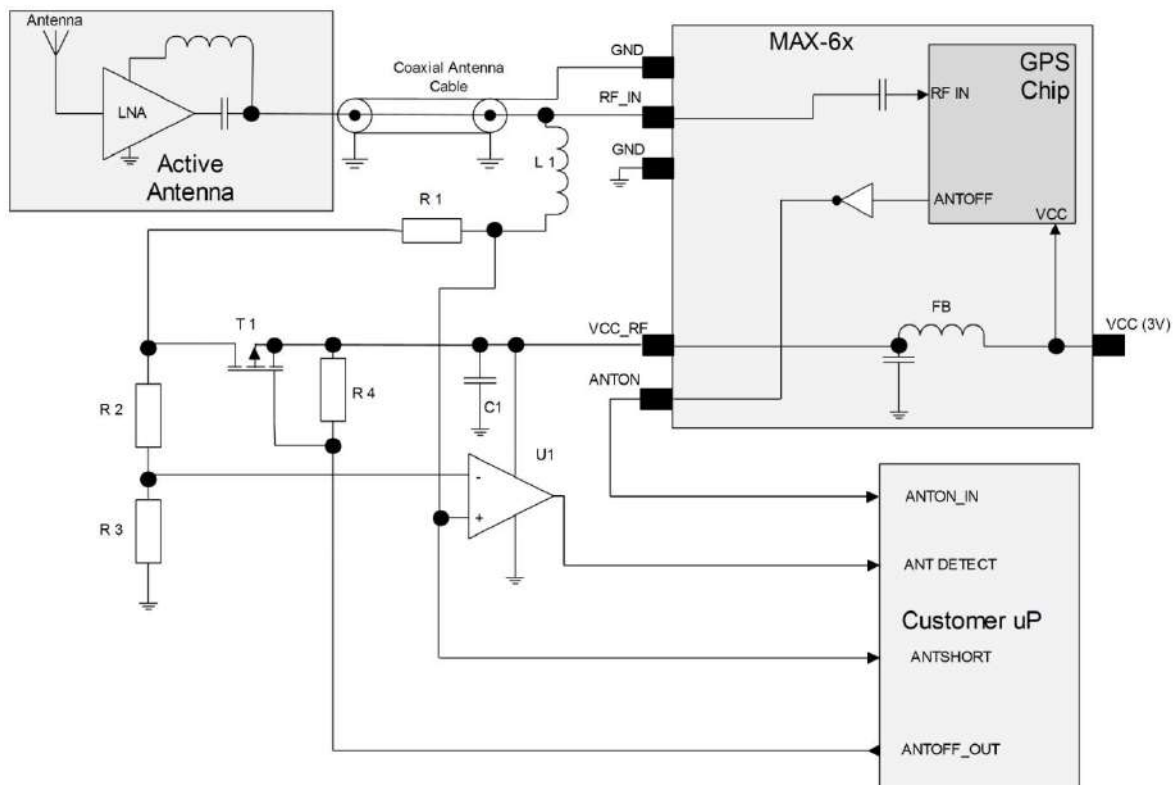 Antenna
LNA
Active
Antenna
Coaxial Antenna
Cable
GND
RF_IN
GND
MAX-6x
GPS
Chip
RF IN
ANTOFF
VCC
L 1
R 1
T 1
VCC_RF
FB
VCC (3V)
ANTON
R 2
R 4
C1
U1
-
+
R 3
ANTON_IN
ANT DETECT
Customer uP
ANTSHORT
ANTOFF_OUT